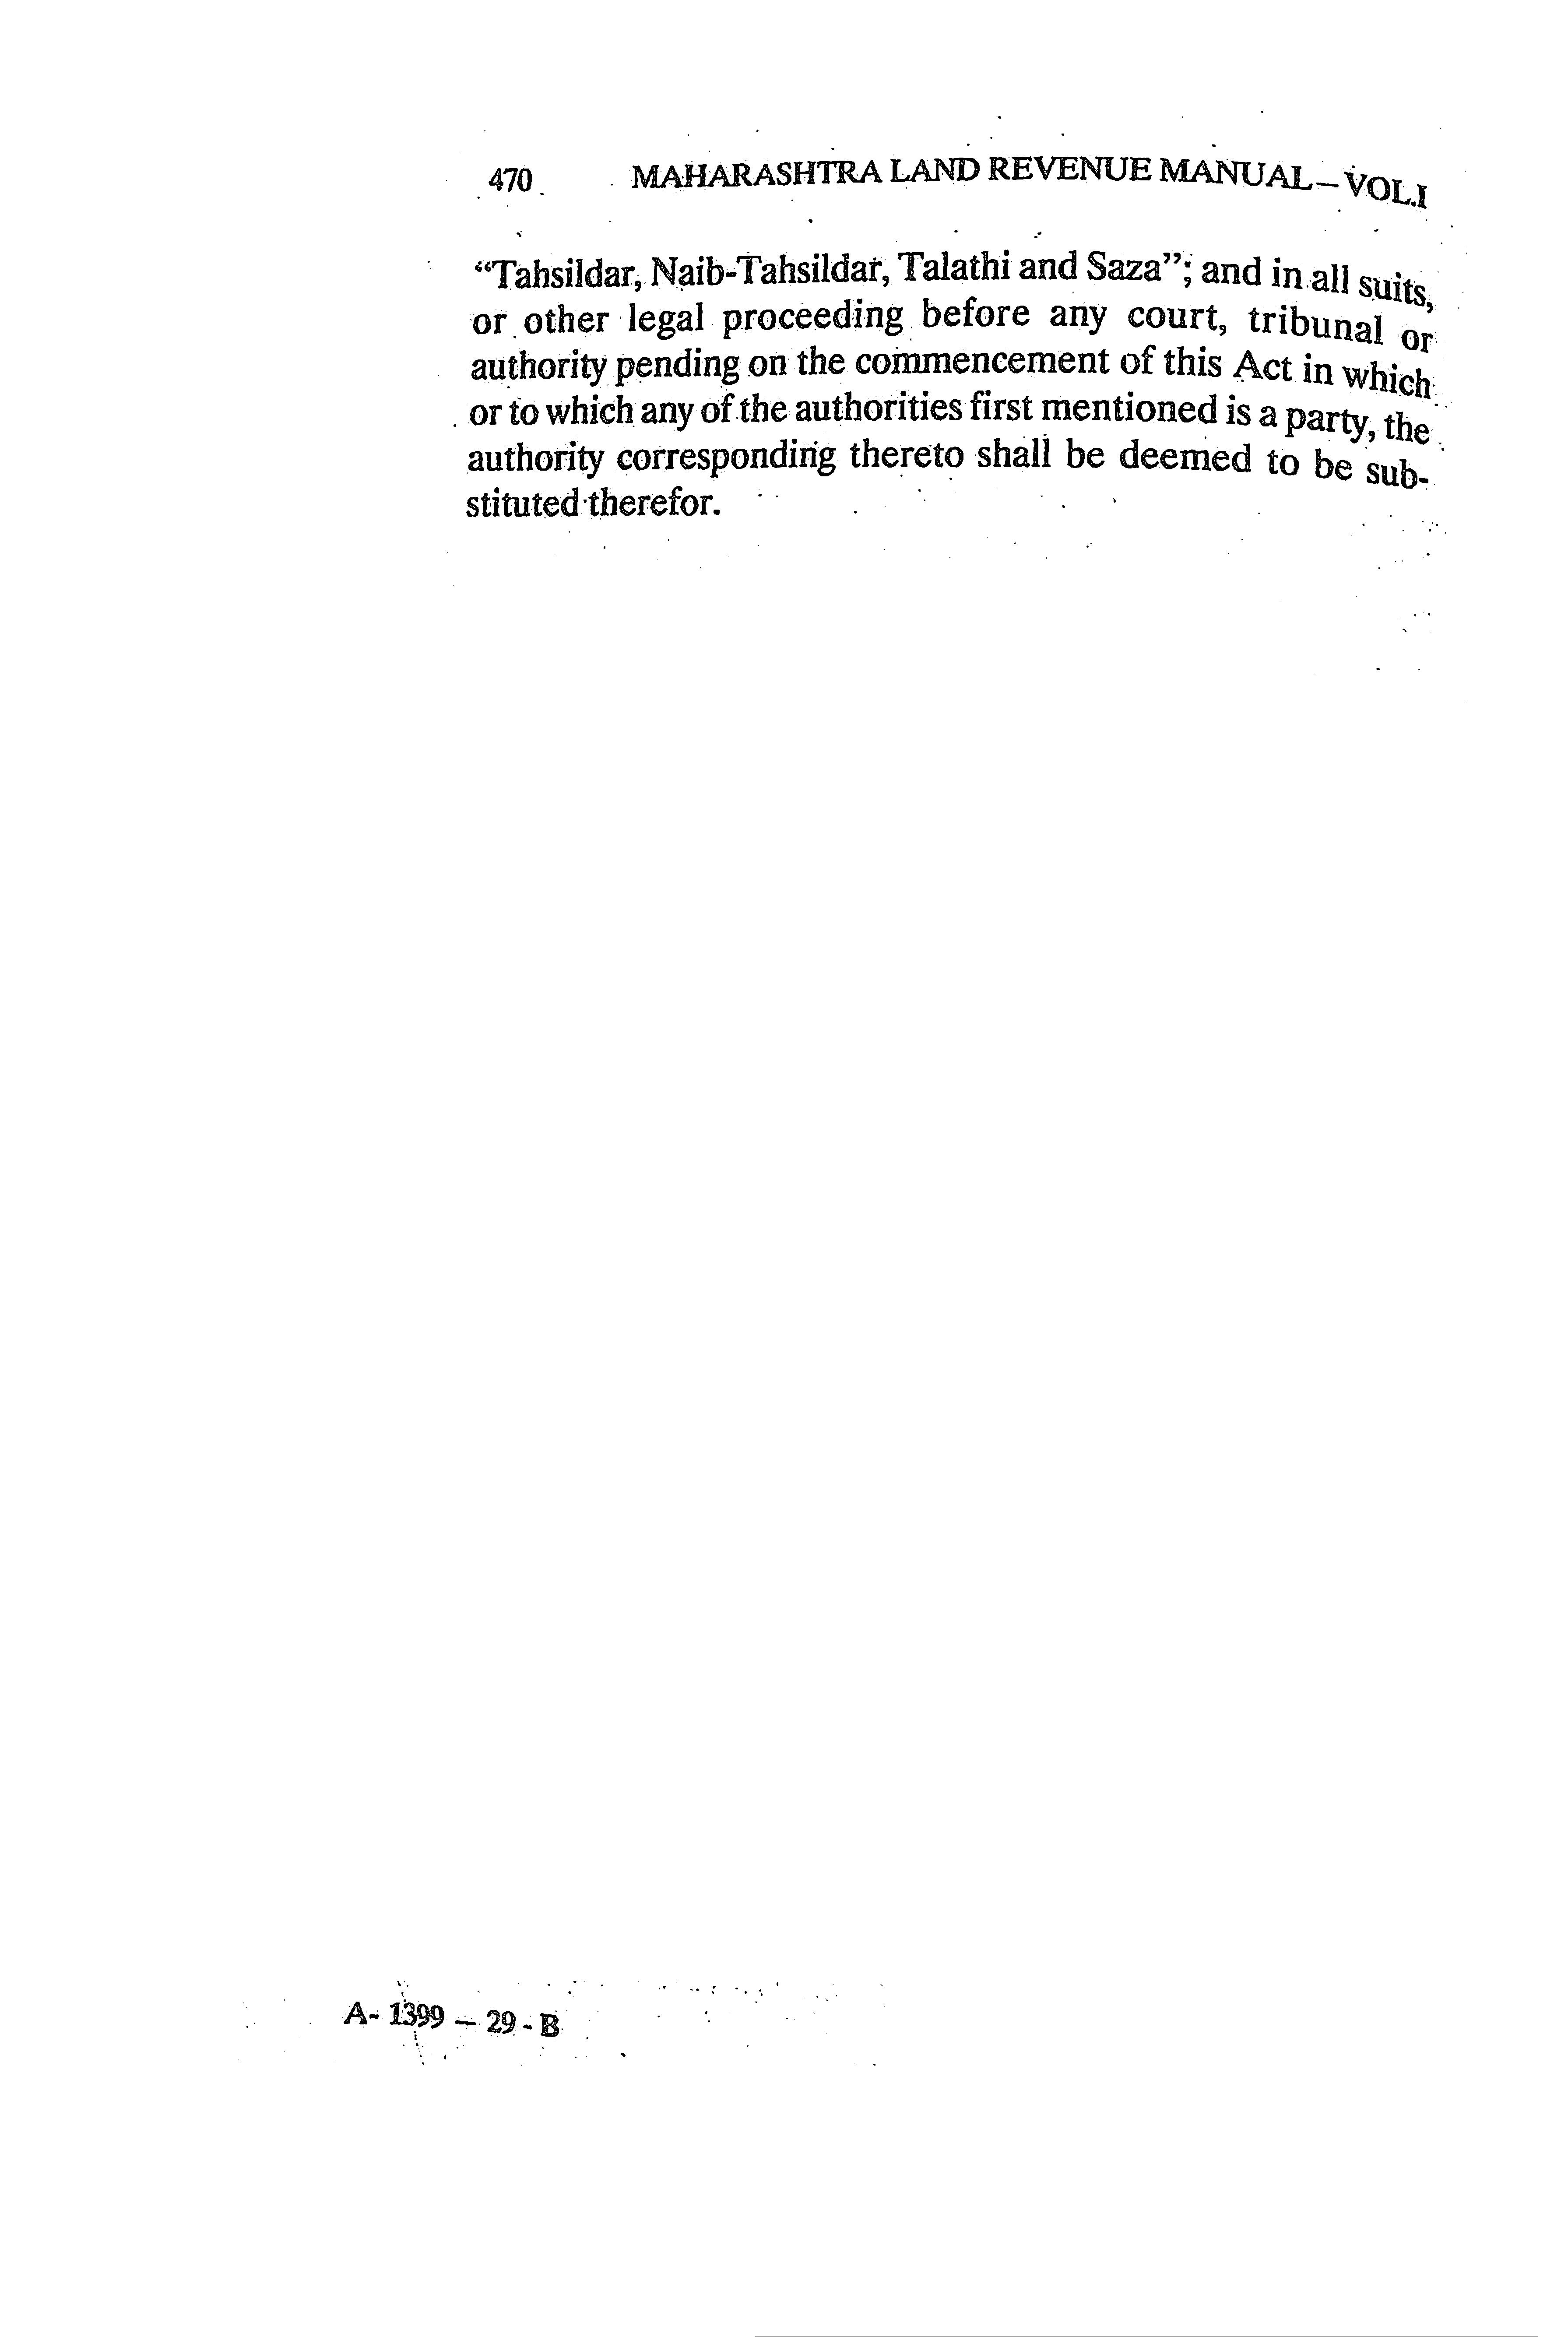 470 MAHARASHTRA LAND REVENUE MANUAL – VOL.I
“Tahsildar, Naib-Tahsildar, Talathi and Saza”; and in all suits,
or other legal proceeding before any court, tribunal or
authority pending on the commencement of this Act in which
or to which any of the authorities first mentioned is a party, the
authority corresponding thereto shall be deemed to be sub-
stituted therefor.
A- 1399 – 29 - B